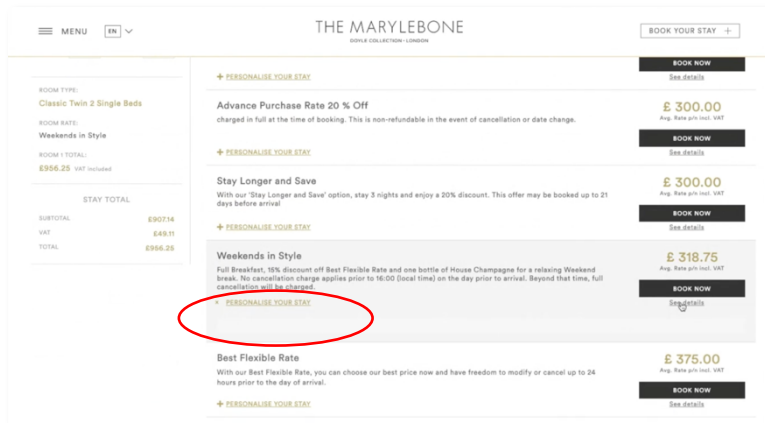 MENU EN THE MARYLEBONE BOOK YOUR STAY +
DOYLE COLLECTION · LONDON
BOOK NOW
+ PERSONALISE YOUR STAY See details
ROOM TYPE:
Classic Twin 2 Single Beds
ROOM RATE:
Weekends in Style
ROOM 1 TOTAL:
£956.25 VAT Included
STAY TOTAL
SUBTOTAL £907.14
VAT £49.11
TOTAL £956.25
Advance Purchase Rate 20 % Off £ 300.00
charged in full at the time of booking. This is non-refundable in the event of cancellation or date change. Avg. Rate p/n incl. VAT
BOOK NOW
+ PERSONALISE YOUR STAY See details
Stay Longer and Save £ 300.00
With our 'Stay Longer and Save' option, stay 3 nights and enjoy a 20% discount. This offer may be booked up to 21 Avg. Rate p/n incl. VAT
days before arrival
BOOK NOW
+ PERSONALISE YOUR STAY See details
Weekends in Style £ 318.75
Full Breakfast, 15% discount off Best Flexible Rate and one bottle of House Champagne for a relaxing Weekend Avg. Rate p/n incl. VAT
break. No cancellation charge applies prior to 16:00 (local time) on the day prior to arrival. Beyond that time, full
cancellation will be charged. BOOK NOW
PERSONALISE YOUR STAY See details
Best Flexible Rate £ 375.00
With our Best Flexible Rate, you can choose our best price now and have freedom to modify or cancel up to 24 Avg. Rate p/n incl. VAT
hours prior to the day of arrival.
BOOK NOW
+ PERSONALISE YOUR STAY See details